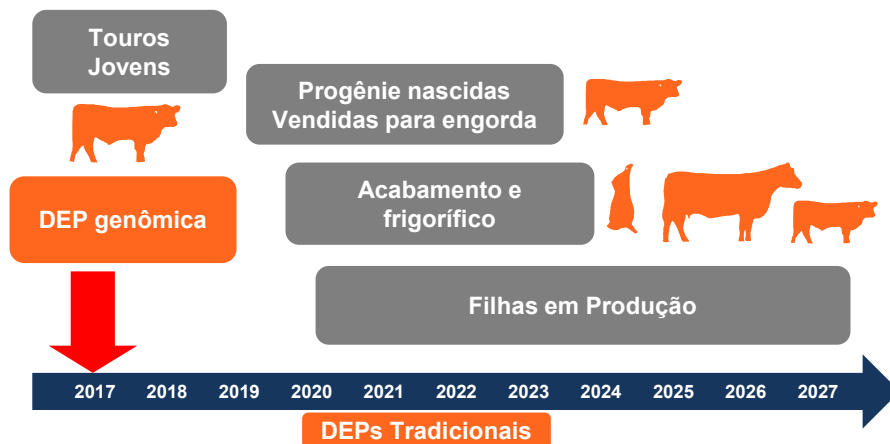 Touros
Jovens
Progênie nascidas
Vendidas para engorda
DEP genômica
Acabamento e
frigorífico
Filhas em Produção
2017 2018 2019 2020 2021 2022 2023 2024 2025 2026 2027
DEPs Tradicionais